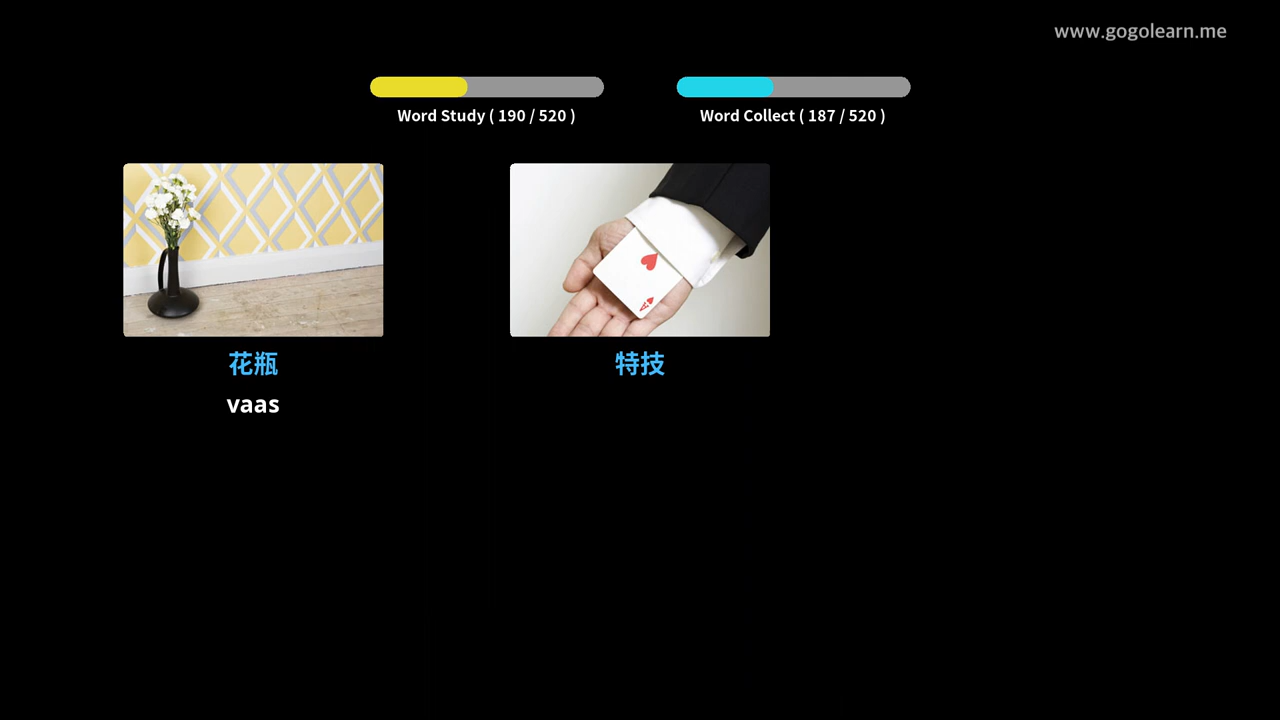 www.gogolearn.me
Word Study ( 190 / 520 )
Word Collect ( 187 / 520 )
花瓶
特技
vaas